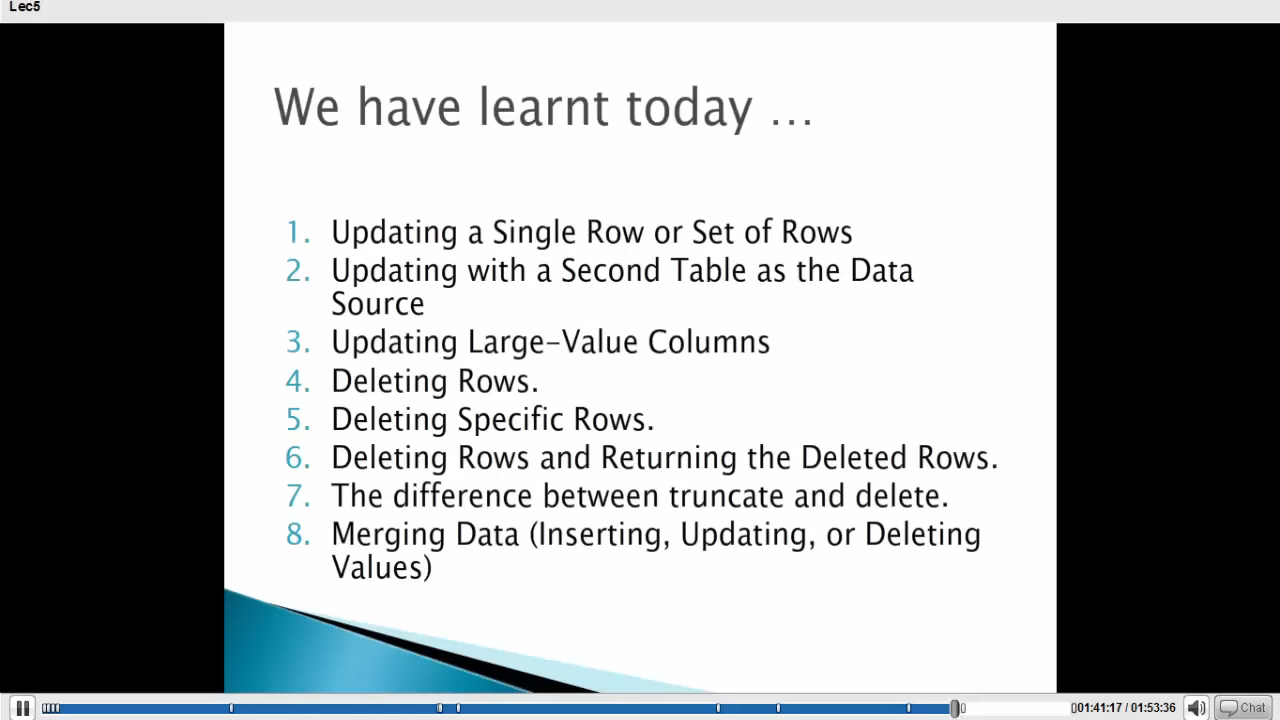 Lec5
We have learnt today ...
1. Updating a Single Row or Set of Rows
2. Updating with a Second Table as the Data
Source
3. Updating Large-Value Columns
4. Deleting Rows.
5. Deleting Specific Rows.
6. Deleting Rows and Returning the Deleted Rows.
7. The difference between truncate and delete.
8. Merging Data (Inserting, Updating, or Deleting
Values)
01:41:17 / 01:53:36 Chat